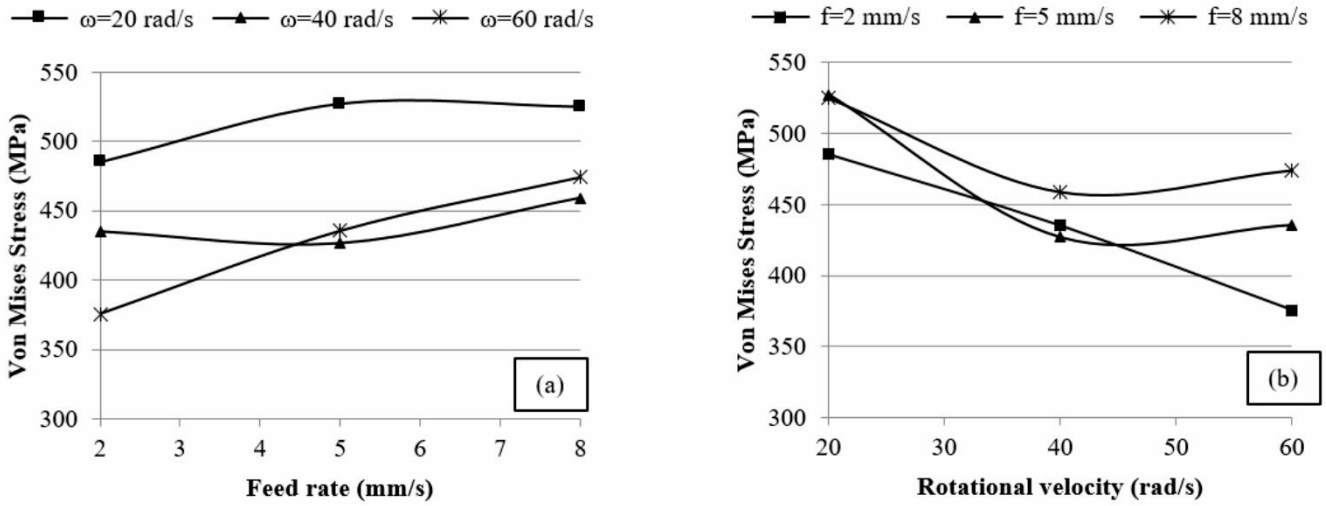 ω=20 rad/s ω=40 rad/s ω=60 rad/s
550
500
450
400
350
300
2 3 4 5 6 7 8
Von Mises Stress (MPa)
Feed rate (mm/s)
(a)
f=2 mm/s f=5 mm/s f=8 mm/s
550
500
450
400
350
300
20 30 40 50 60
Von Mises Stress (MPa)
Rotational velocity (rad/s)
(b)